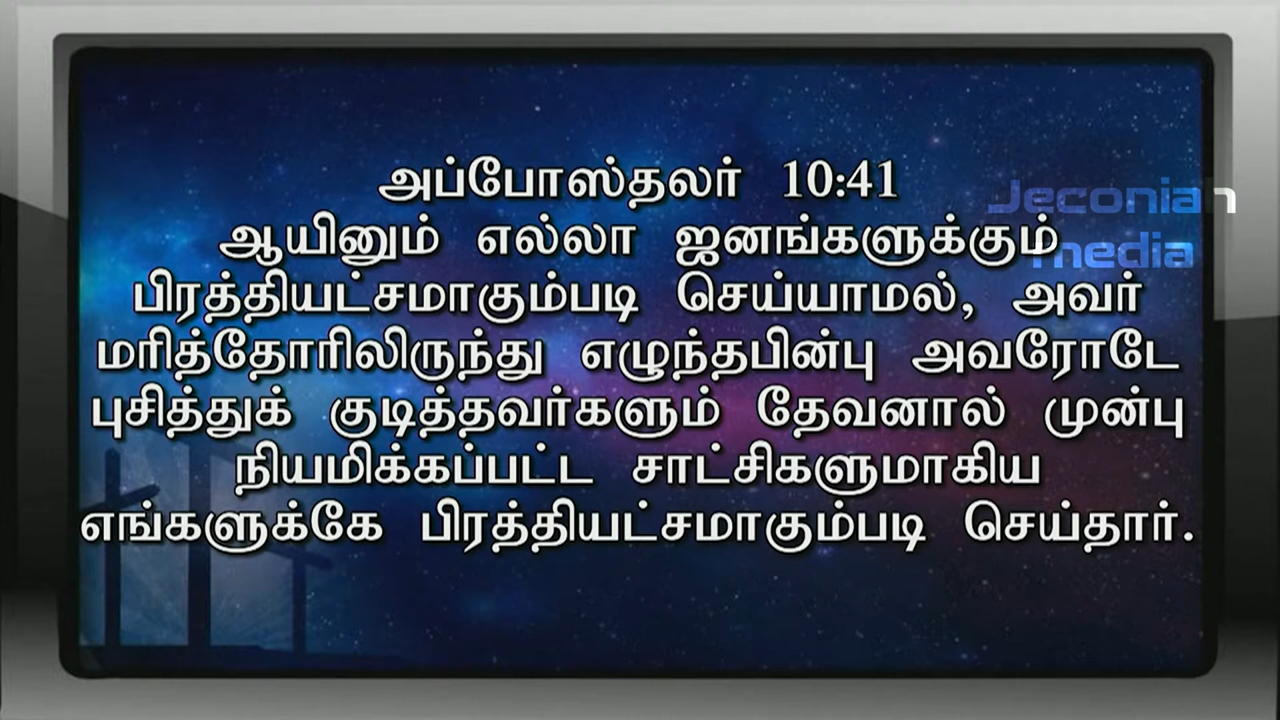 அப்போஸ்தலர் 10:41
Jeconiah
media
ஆயினும் எல்லா ஜனங்களுக்கும்
பிரத்தியட்சமாகும்படி செய்யாமல், அவர்
மரித்தோரிலிருந்து எழுந்தபின்பு அவரோடே
புசித்துக் குடித்தவர்களும் தேவனால் முன்பு
நியமிக்கப்பட்ட சாட்சிகளுமாகிய
எங்களுக்கே பிரத்தியட்சமாகும்படி செய்தார்.